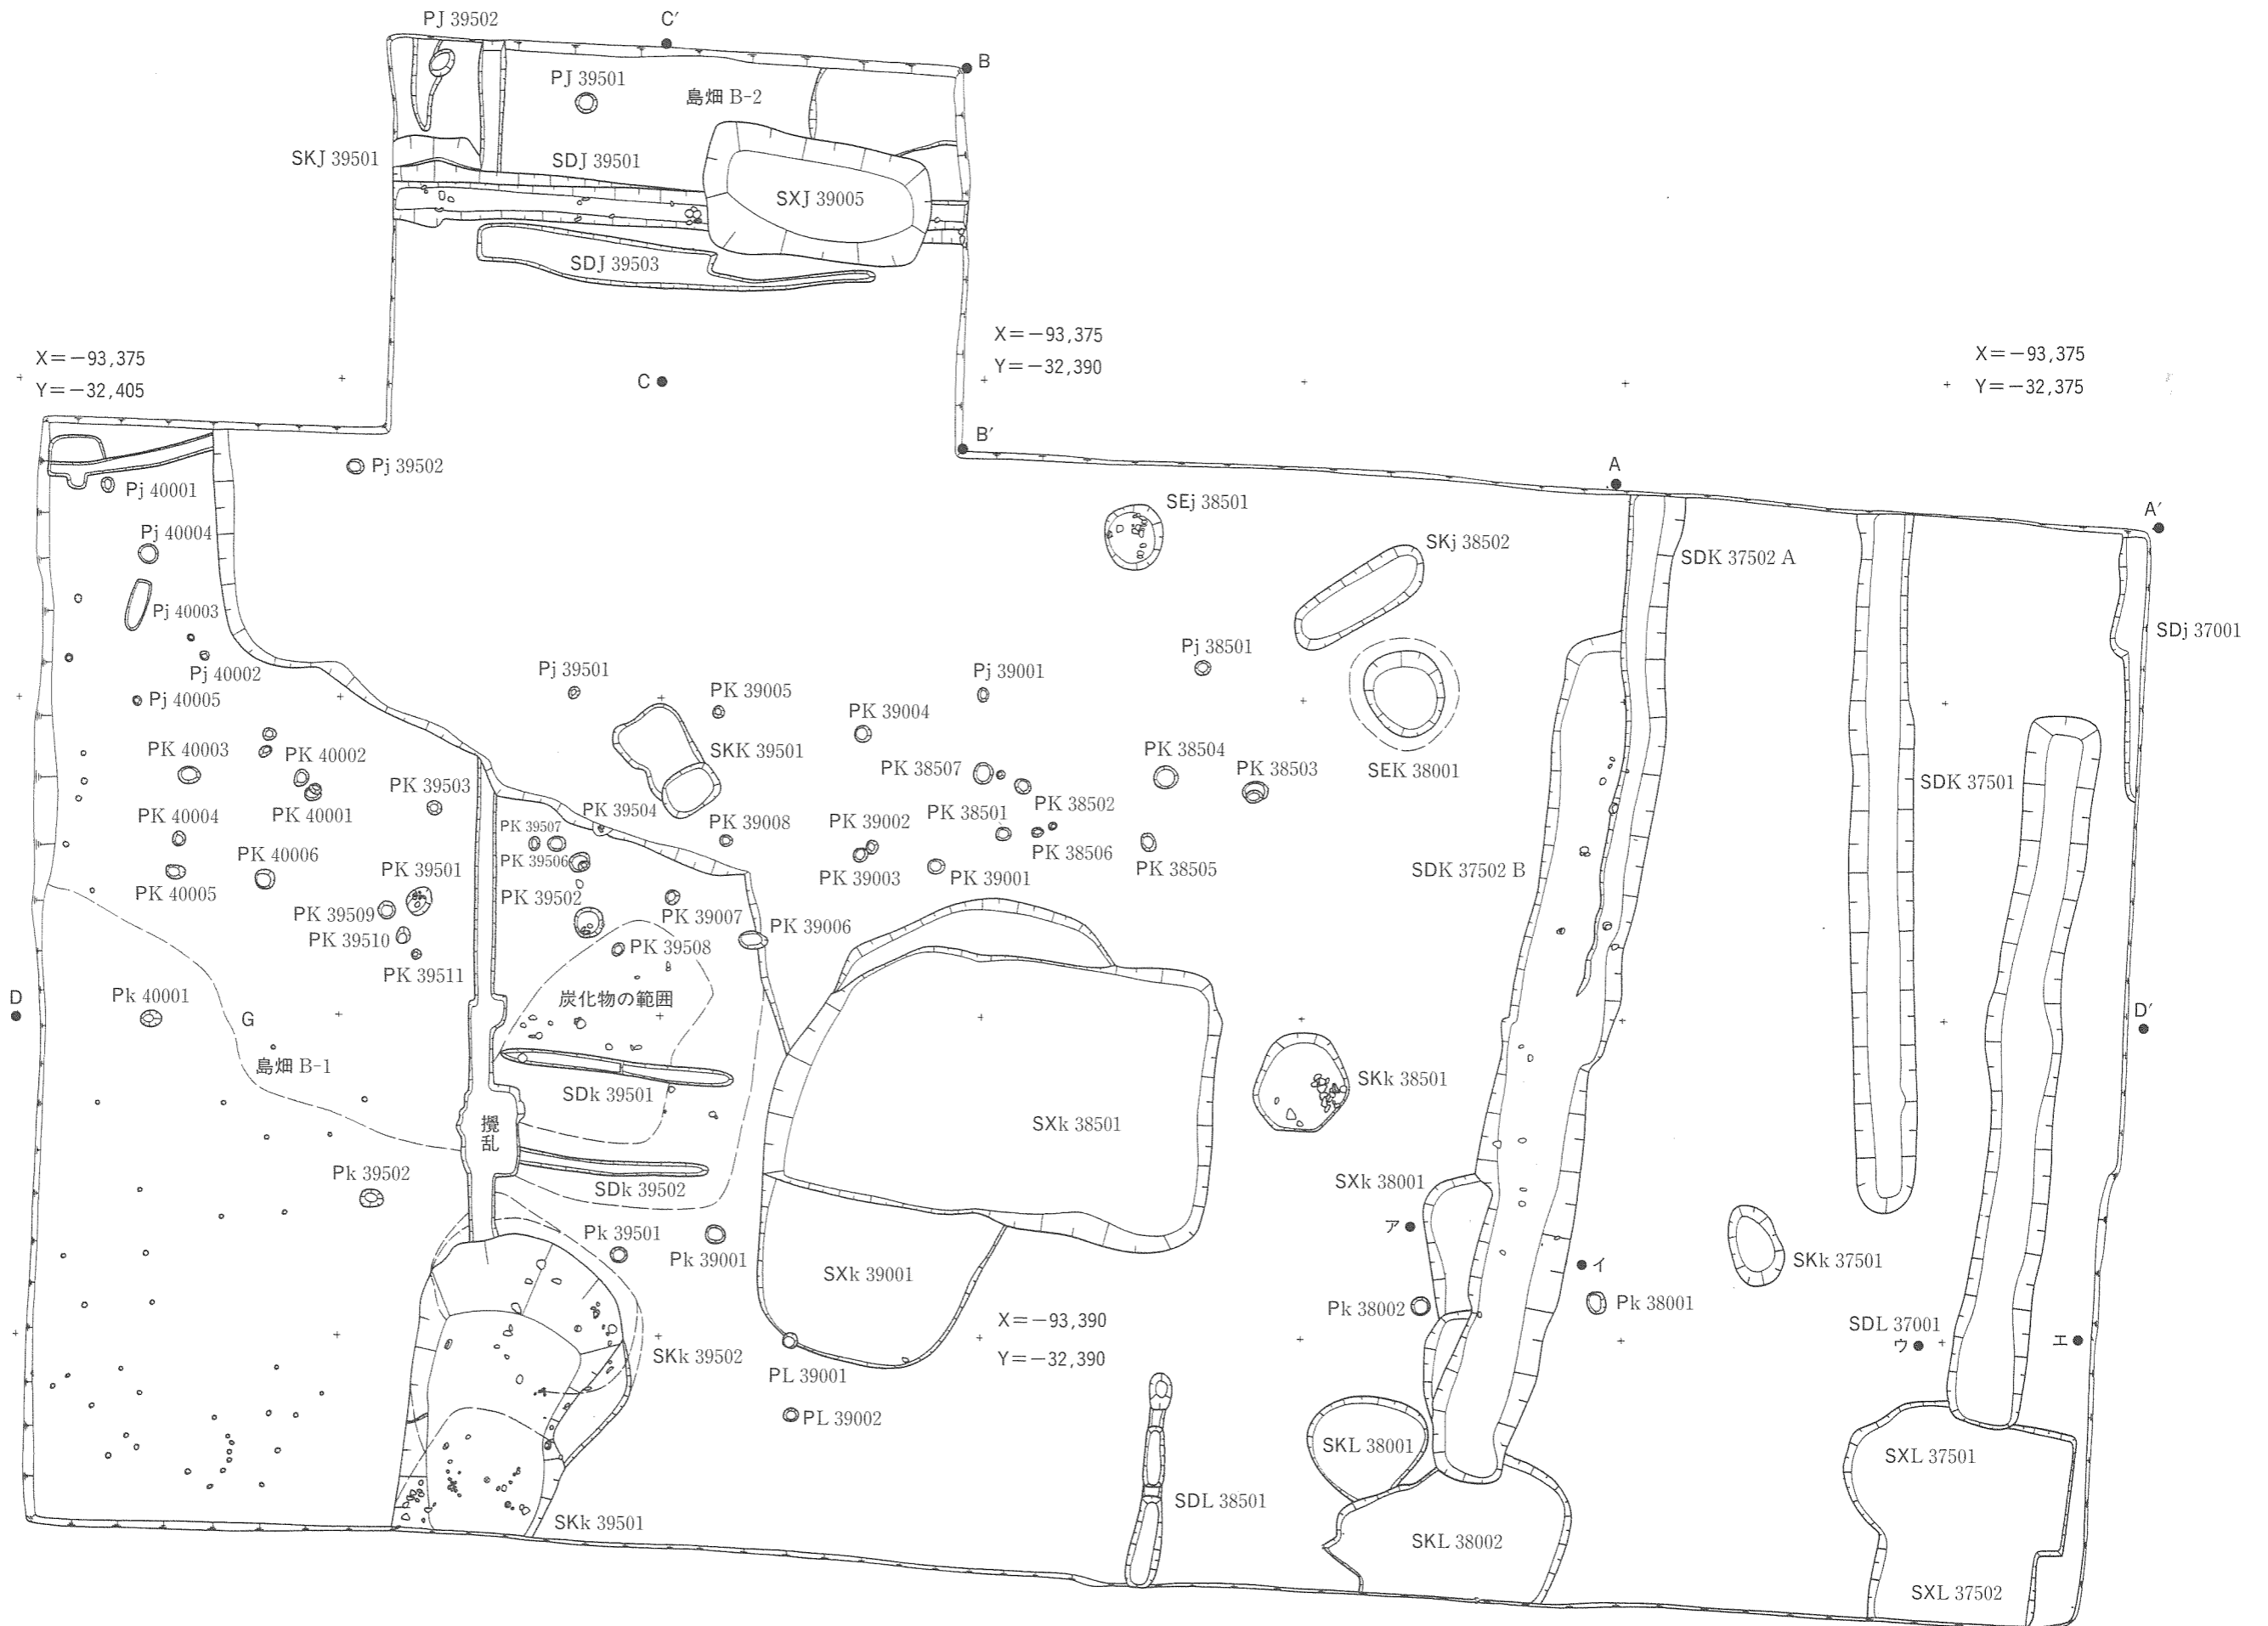 PJ 39502
C′
B
PJ 39501
島畑 B-2
SKJ 39501
SDJ 39501
SXJ 39005
SDJ 39503
X=−93,375
Y=−32,390
X=−93,375
Y=−32,405
X=−93,375
Y=−32,375
C
B′
A
A′
Pj 39502
Pj 40001
SEj 38501
Pj 40004
SKj 38502
SDK 37502 A
Pj 40003
SDj 37001
Pj 40002
Pj 38501
Pj 39501
Pj 39001
Pj 40005
PK 39005
PK 39004
PK 40003
PK 40002
SKK 39501
PK 38504
PK 38507
PK 38503
SEK 38001
SDK 37501
PK 39503
PK 40004
PK 40001
PK 39504
PK 38502
PK 39507
PK 39008
PK 39002
PK 38501
PK 40006
PK 39506
PK 38506
PK 40005
PK 39501
PK 39003
PK 39001
PK 38505
SDK 37502 B
PK 39502
PK 39509
PK 39007
PK 39006
PK 39510
PK 39508
PK 39511
D
Pk 40001
G
炭化物の範囲
D′
島畑 B-1
SDk 39501
SKk 38501
攪乱
SXk 38501
Pk 39502
SDk 39502
SXk 38001
ア
Pk 39501
Pk 39001
SXk 39001
イ
SKk 37501
Pk 38002
Pk 38001
X=−93,390
Y=−32,390
SDL 37001
ウ
エ
SKk 39502
PL 39001
PL 39002
SKL 38001
SXL 37501
SDL 38501
SKk 39501
SKL 38002
SXL 37502